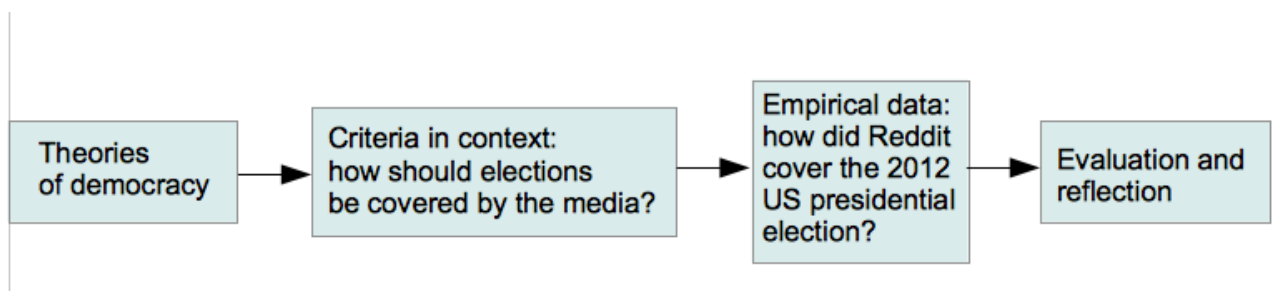 Theories
of democracy
Criteria in context:
how should elections
be covered by the media?
Empirical data:
how did Reddit
cover the 2012
US presidential
election?
Evaluation and
reflection